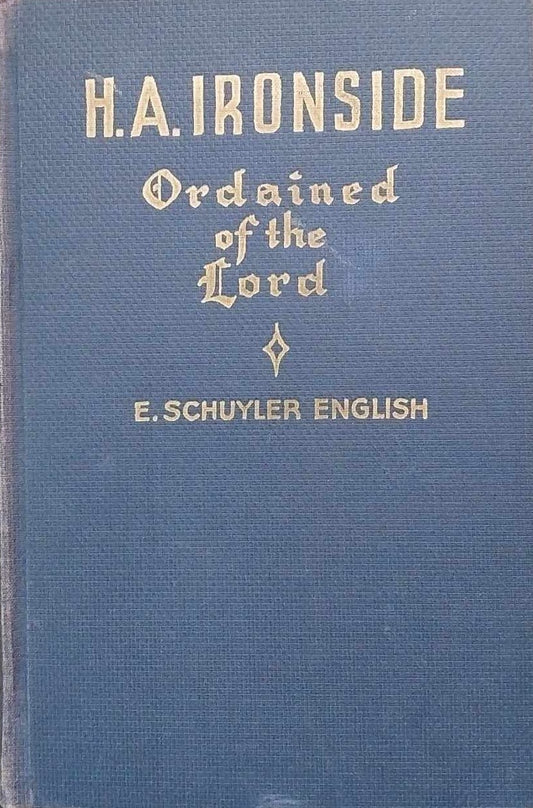 H.A. IRONSIDE
Ordained
of the
Lord
E. SCHUYLER ENGLISH